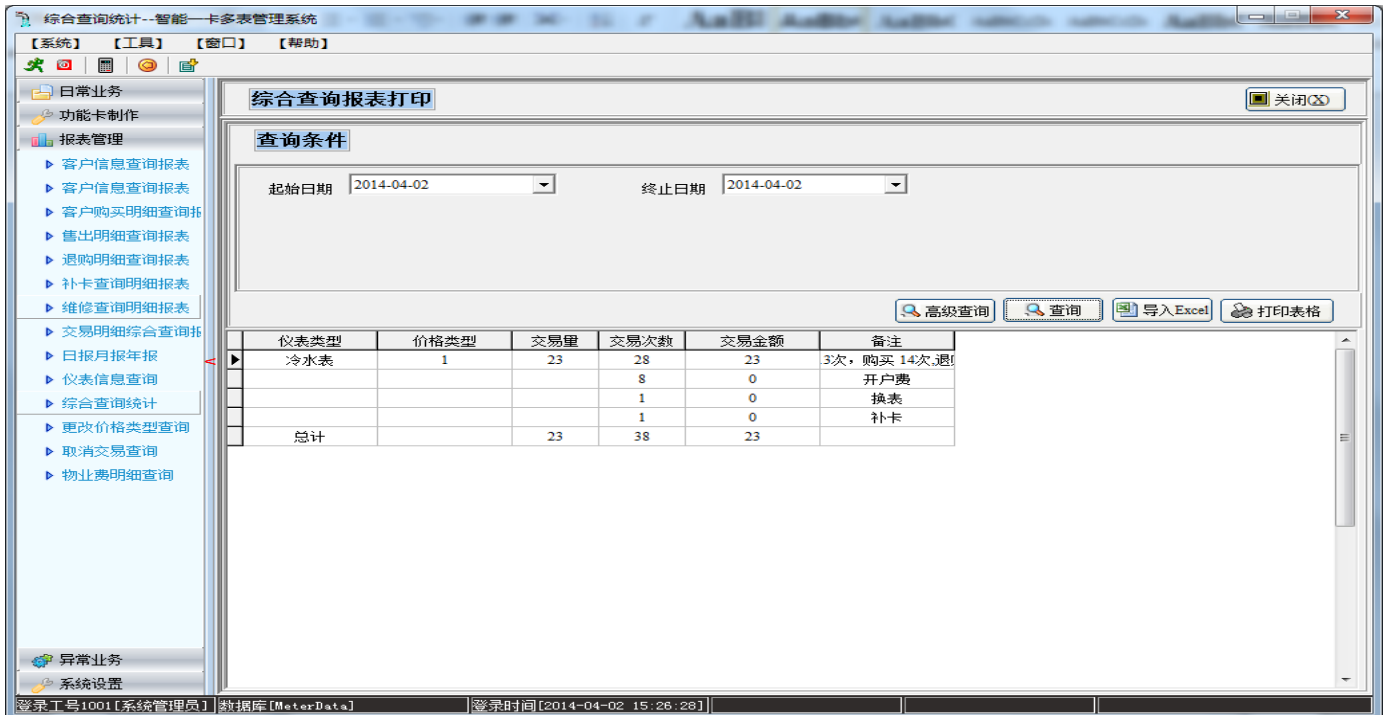 综合查询统计--智能一卡多表管理系统
【系统】 【工具】 【窗口】 【帮助】
日常业务
功能卡制作
报表管理
客户信息查询报表
客户信息查询报表
客户购买明细查询报
售出明细查询报表
退购明细查询报表
补卡查询明细报表
维修查询明细报表
交易明细综合查询报
日报月报年报
仪表信息查询
综合查询统计
更改价格类型查询
取消交易查询
物业费明细查询
异常业务
系统设置
<
综合查询报表打印 关闭(X)
查询条件
起始日期 2014-04-02 终止日期 2014-04-02
高级查询 查询 导入Excel 打印表格
仪表类型 价格类型 交易量 交易次数 交易金额 备注
冷水表 1 23 28 23 3次，购买 14次,退
8 0 开户费
1 0 换表
1 0 补卡
总计 23 38 23
登录工号1001[系统管理员] 数据库[MeterData] 登录时间[2014-04-02 15:26:28]